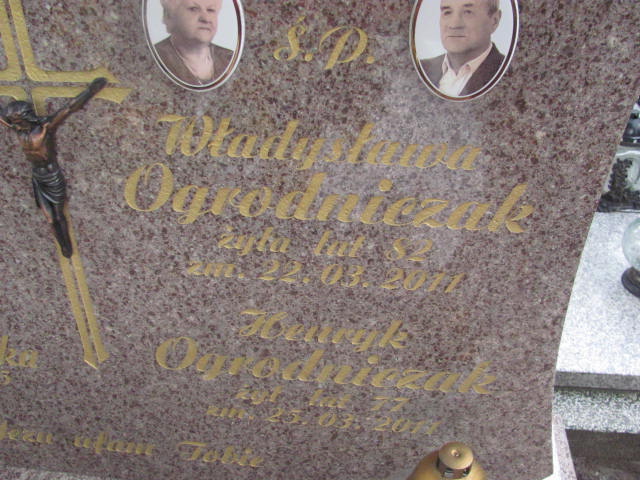 Ś.P.
Władysława
Ogrodniczak
żyła lat 82
zm. 22.03.2011
Henryk
Ogrodniczak
żył lat 77
zm. 25.03.2011
ufam Tobie